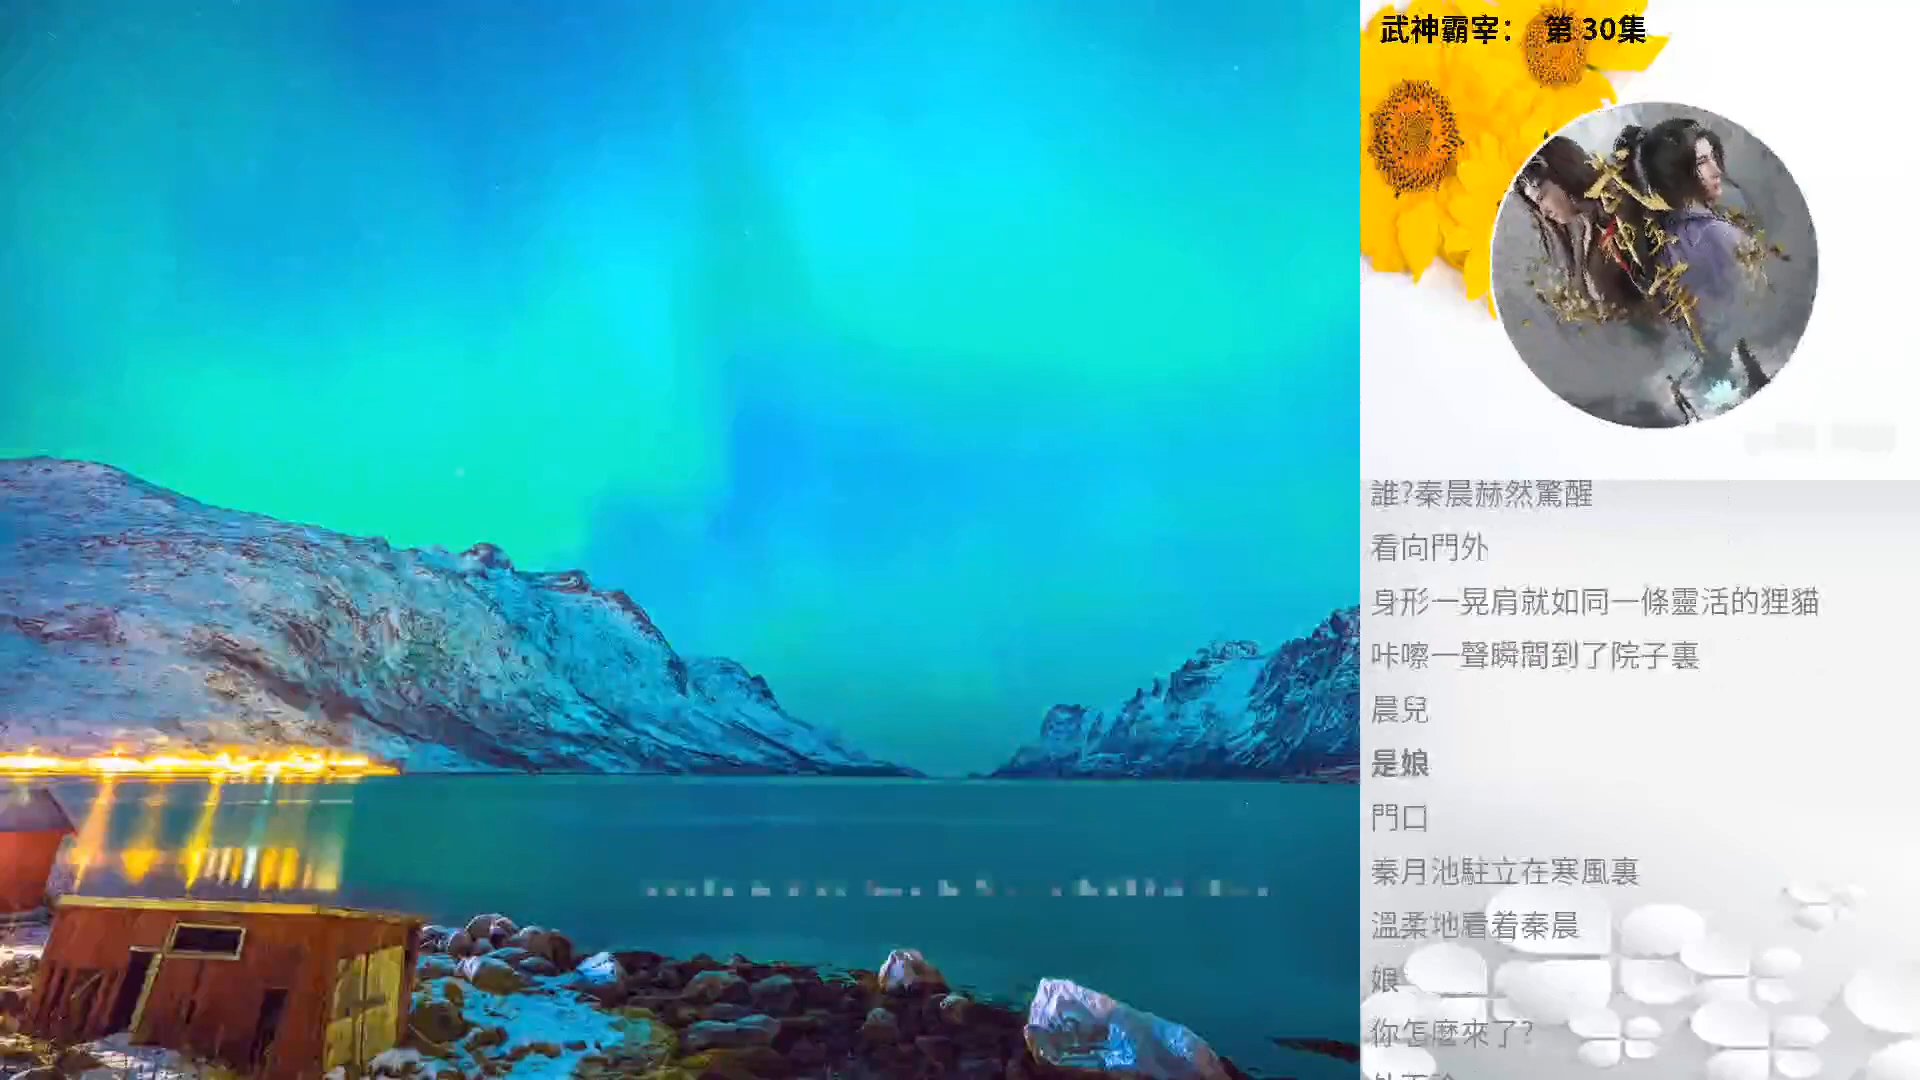 武神霸宰： 第 30集
誰?秦晨赫然驚醒
看向門外
身形一晃肩就如同一條靈活的狸貓
咔嚓一聲瞬間到了院子裏
晨兒
是娘
門口
秦月池駐立在寒風裏
溫柔地看着秦晨
娘
你怎麽來了?